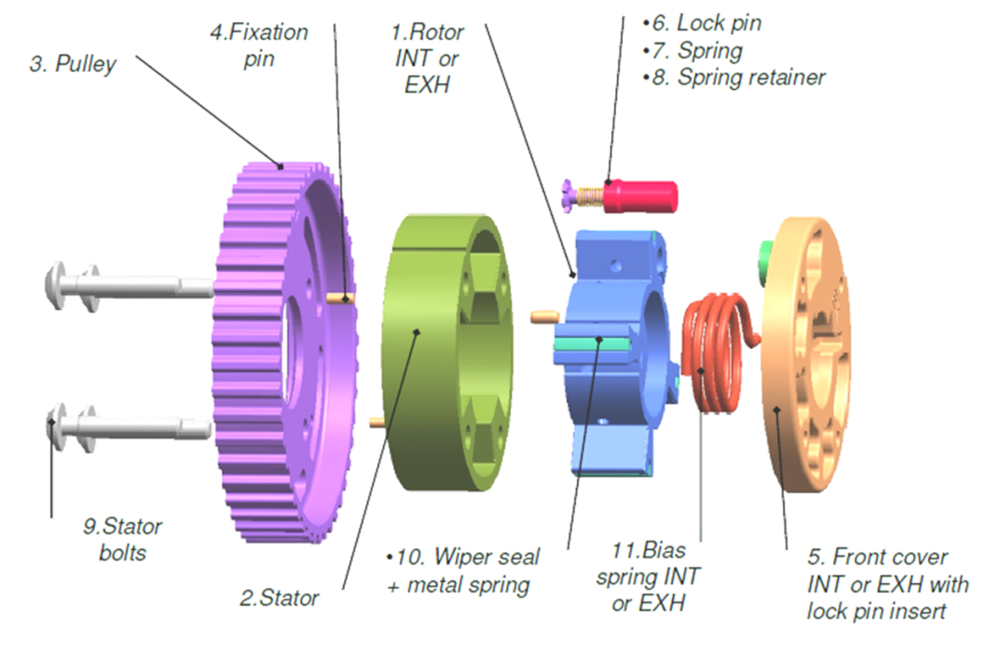 3. Pulley
4.Fixation
pin
1.Rotor
INT or
EXH
•6. Lock pin
•7. Spring
•8. Spring retainer
9.Stator
bolts
2.Stator
•10. Wiper seal
+ metal spring
11.Bias
spring INT
or EXH
5. Front cover
INT or EXH with
lock pin insert